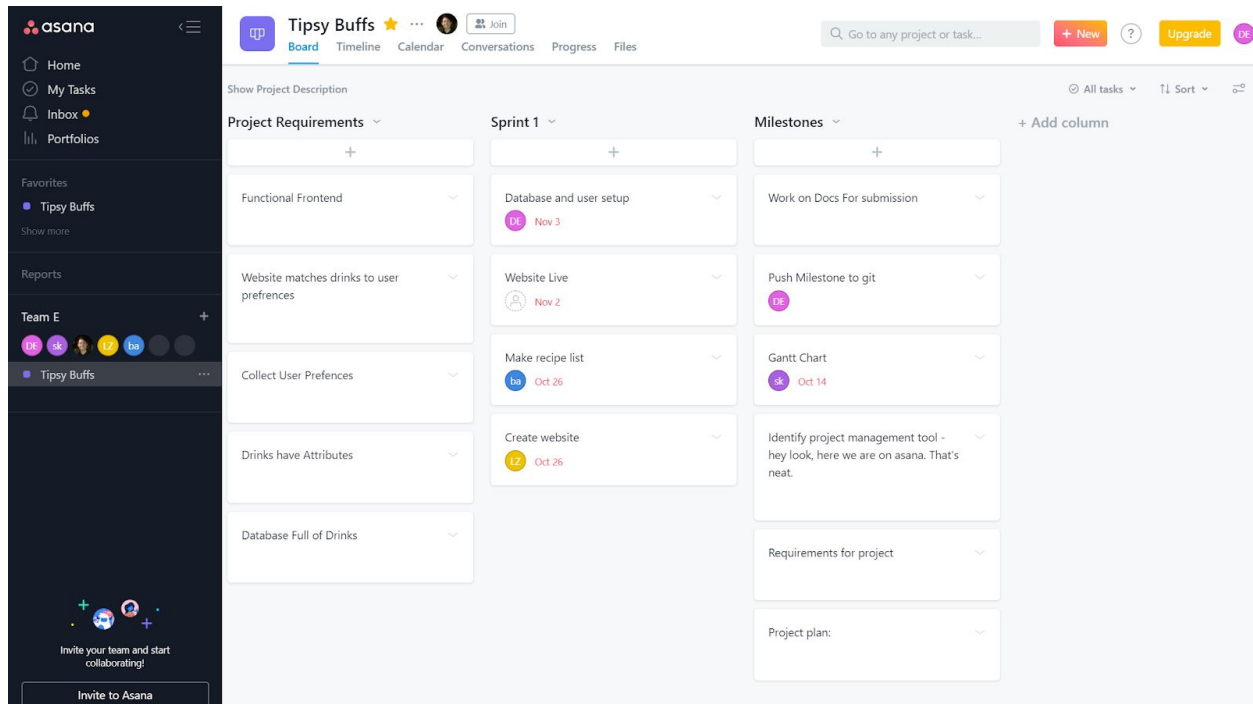 asana
Home
My Tasks
Inbox
Portfolios
Favorites
Tipsy Buffs
Show more
Reports
Team E +
DE sk LZ ba
Tipsy Buffs ...
Invite your team and start
collaborating!
Invite to Asana
Tipsy Buffs ... Join
Board Timeline Calendar Conversations Progress Files
Go to any project or task...
+ New ? Upgrade DE
Show Project Description
All tasks Sort
Project Requirements
+
Functional Frontend
Website matches drinks to user
prefrences
Collect User Prefences
Drinks have Attributes
Database Full of Drinks
Sprint 1
+
Database and user setup
DE Nov 3
Website Live
Nov 2
Make recipe list
ba Oct 26
Create website
LZ Oct 26
Milestones
+
Work on Docs For submission
Push Milestone to git
DE
Gantt Chart
sk Oct 14
Identify project management tool -
hey look, here we are on asana. That's
neat.
Requirements for project
Project plan:
+ Add column